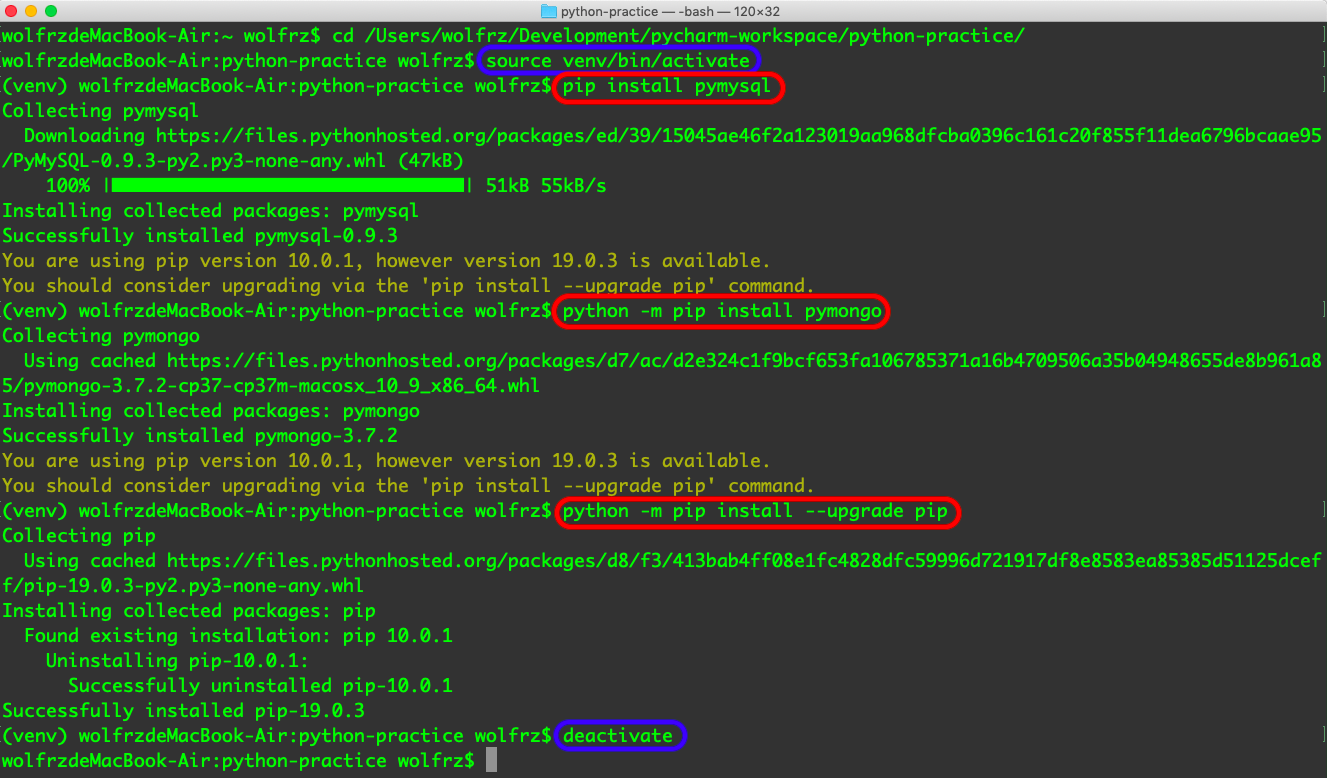 python-practice — -bash — 120×32
wolfrzdeMacBook-Air:~ wolfrz$ cd /Users/wolfrz/Development/pycharm-workspace/python-practice/
wolfrzdeMacBook-Air:python-practice wolfrz$ source venv/bin/activate
(venv) wolfrzdeMacBook-Air:python-practice wolfrz$ pip install pymysql
Collecting pymysql
  Downloading https://files.pythonhosted.org/packages/ed/39/15045ae46f2a123019aa968dfcba0396c161c20f855f11dea6796bcaae95
/PyMySQL-0.9.3-py2.py3-none-any.whl (47kB)
    100% |████████████████████████████████| 51kB 55kB/s
Installing collected packages: pymysql
Successfully installed pymysql-0.9.3
You are using pip version 10.0.1, however version 19.0.3 is available.
You should consider upgrading via the 'pip install --upgrade pip' command.
(venv) wolfrzdeMacBook-Air:python-practice wolfrz$ python -m pip install pymongo
Collecting pymongo
  Using cached https://files.pythonhosted.org/packages/d7/ac/d2e324c1f9bcf653fa106785371a16b4709506a35b04948655de8b961a8
5/pymongo-3.7.2-cp37-cp37m-macosx_10_9_x86_64.whl
Installing collected packages: pymongo
Successfully installed pymongo-3.7.2
You are using pip version 10.0.1, however version 19.0.3 is available.
You should consider upgrading via the 'pip install --upgrade pip' command.
(venv) wolfrzdeMacBook-Air:python-practice wolfrz$ python -m pip install --upgrade pip
Collecting pip
  Using cached https://files.pythonhosted.org/packages/d8/f3/413bab4ff08e1fc4828dfc59996d721917df8e8583ea85385d51125dcef
f/pip-19.0.3-py2.py3-none-any.whl
Installing collected packages: pip
  Found existing installation: pip 10.0.1
    Uninstalling pip-10.0.1:
      Successfully uninstalled pip-10.0.1
Successfully installed pip-19.0.3
(venv) wolfrzdeMacBook-Air:python-practice wolfrz$ deactivate
wolfrzdeMacBook-Air:python-practice wolfrz$